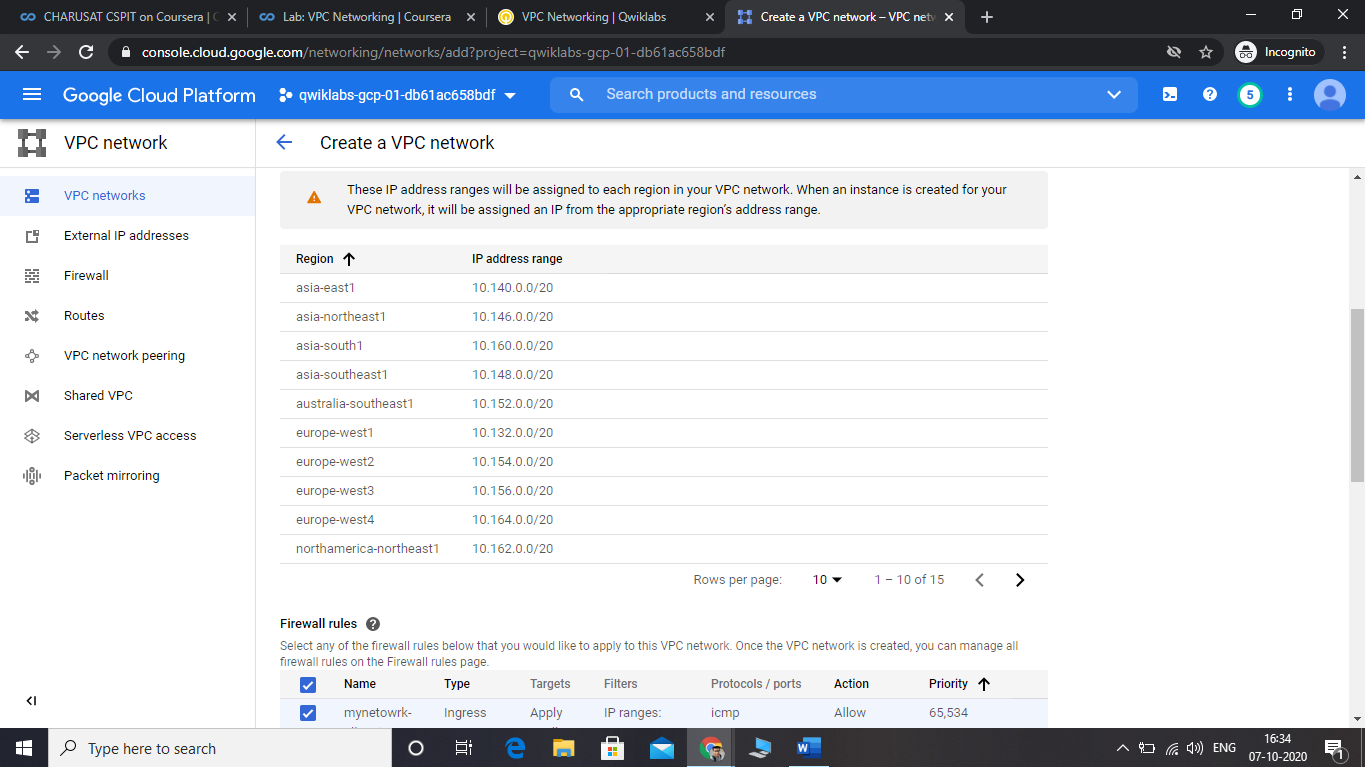 CHARUSAT CSPIT on Coursera | C
Lab: VPC Networking | Coursera
VPC Networking | Qwiklabs
Create a VPC network – VPC netw
console.cloud.google.com/networking/networks/add?project=qwiklabs-gcp-01-db61ac658bdf
Incognito
Google Cloud Platform
qwiklabs-gcp-01-db61ac658bdf
Search products and resources
5
VPC network
Create a VPC network
VPC networks
External IP addresses
Firewall
Routes
VPC network peering
Shared VPC
Serverless VPC access
Packet mirroring
These IP address ranges will be assigned to each region in your VPC network. When an instance is created for your
VPC network, it will be assigned an IP from the appropriate region's address range.
Region IP address range
asia-east1 10.140.0.0/20
asia-northeast1 10.146.0.0/20
asia-south1 10.160.0.0/20
asia-southeast1 10.148.0.0/20
australia-southeast1 10.152.0.0/20
europe-west1 10.132.0.0/20
europe-west2 10.154.0.0/20
europe-west3 10.156.0.0/20
europe-west4 10.164.0.0/20
northamerica-northeast1 10.162.0.0/20
Rows per page: 10 1 – 10 of 15
Firewall rules
Select any of the firewall rules below that you would like to apply to this VPC network. Once the VPC network is created, you can manage all
firewall rules on the Firewall rules page.
Name Type Targets Filters Protocols / ports Action Priority
mynetowrk- Ingress Apply IP ranges: icmp Allow 65,534
Type here to search
ENG
16:34
07-10-2020
1